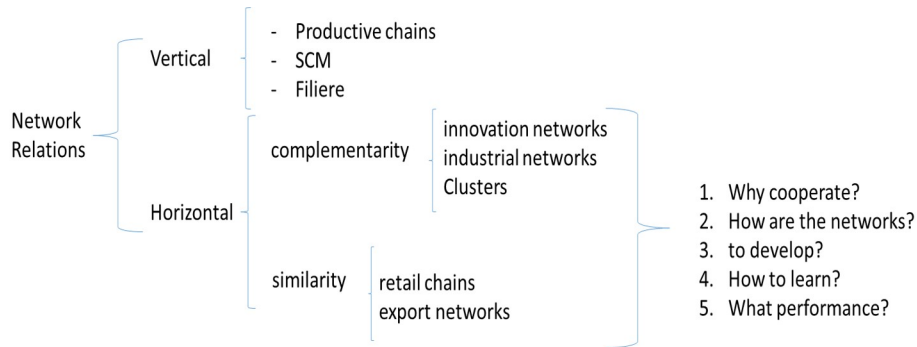 Network
Relations
Vertical
- Productive chains
- SCM
- Filiere
Horizontal
complementarity
innovation networks
industrial networks
Clusters
similarity
retail chains
export networks
1. Why cooperate?
2. How are the networks?
3. to develop?
4. How to learn?
5. What performance?